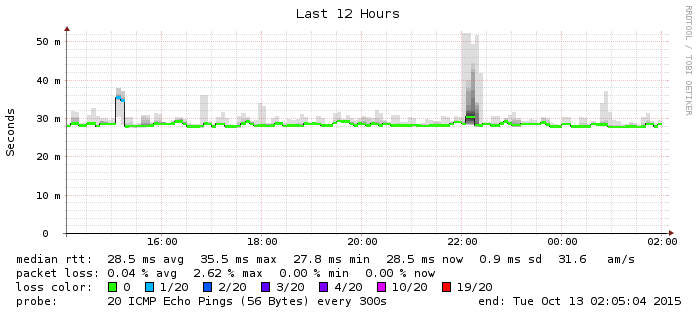 Last 12 Hours
RRDTOOL / TOBI OETIKER
Seconds
50 m
40 m
30 m
20 m
10 m
0
16:00 18:00 20:00 22:00 00:00 02:00
median rtt: 28.5 ms avg 35.5 ms max 27.8 ms min 28.5 ms now 0.9 ms sd 31.6 am/s
packet loss: 0.04 % avg 2.62 % max 0.00 % min 0.00 % now
loss color: 0 1/20 2/20 3/20 4/20 10/20 19/20
probe: 20 ICMP Echo Pings (56 Bytes) every 300s end: Tue Oct 13 02:05:04 2015